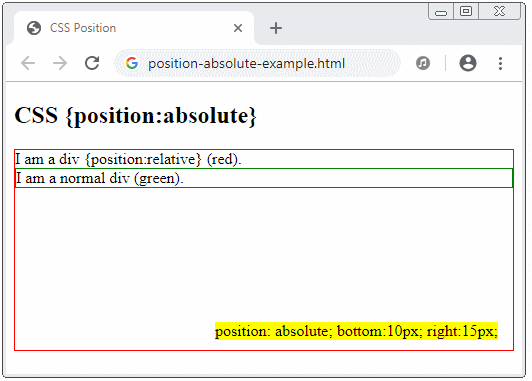 CSS Position
position-absolute-example.html
CSS {position:absolute}
I am a div {position:relative} (red).
I am a normal div (green).
position: absolute; bottom:10px; right:15px;